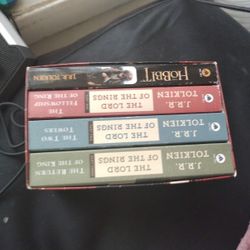 THE
HOBBIT
J.R.R. TOLKIEN
J.R.R.
TOLKIEN
THE LORD
OF THE RINGS
THE FELLOWSHIP
OF THE RING
J.R.R.
TOLKIEN
THE LORD
OF THE RINGS
THE TWO
TOWERS
J.R.R.
TOLKIEN
THE LORD
OF THE RINGS
THE RETURN
OF THE KING